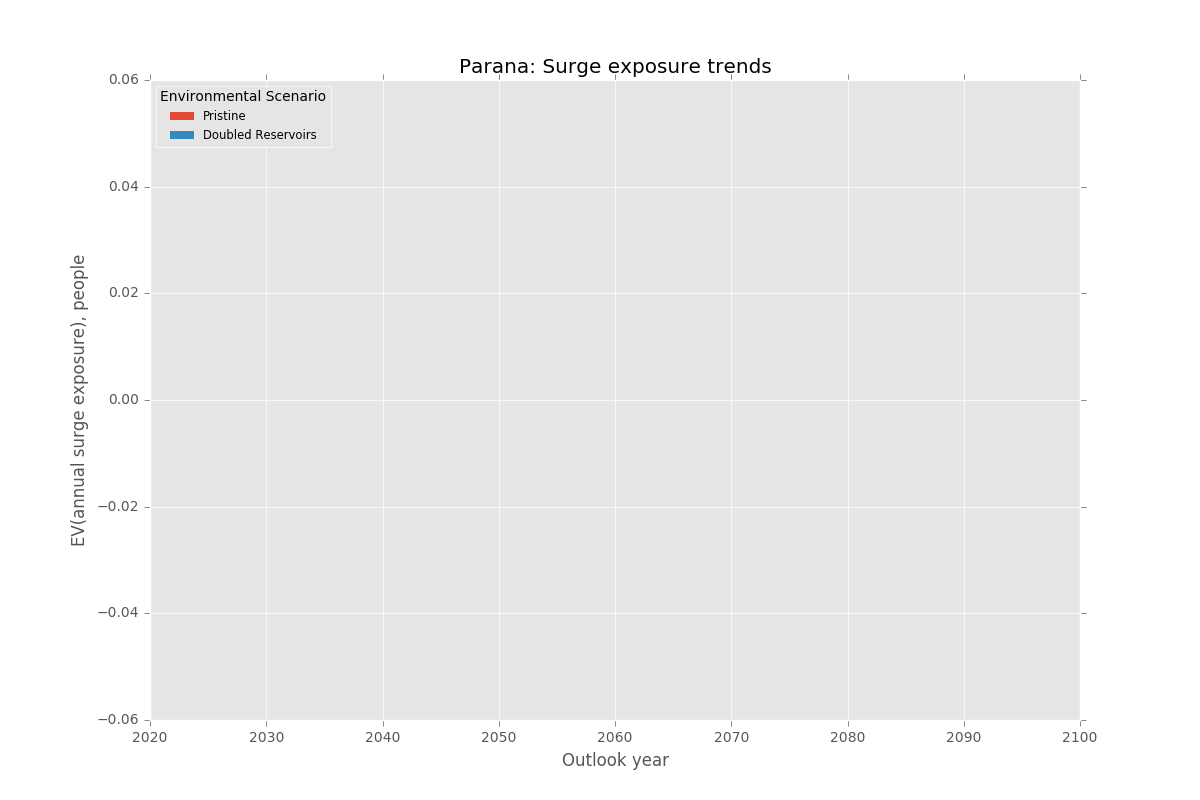 Parana: Surge exposure trends
Environmental Scenario
Pristine
Doubled Reservoirs
EV(annual surge exposure), people
0.06
0.04
0.02
0.00
−0.02
−0.04
−0.06
2020 2030 2040 2050 2060 2070 2080 2090 2100
Outlook year